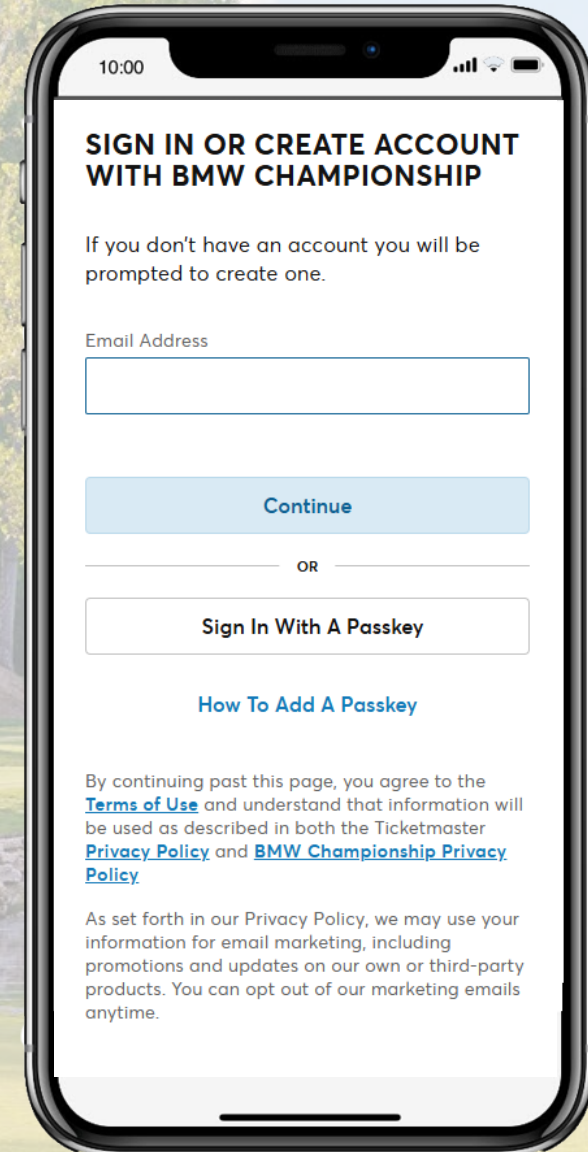 10:00
SIGN IN OR CREATE ACCOUNT
WITH BMW CHAMPIONSHIP
If you don't have an account you will be
prompted to create one.
Email Address
Continue
OR
Sign In With A Passkey
How To Add A Passkey
By continuing past this page, you agree to the
Terms of Use and understand that information will
be used as described in both the Ticketmaster
Privacy Policy and BMW Championship Privacy
Policy
As set forth in our Privacy Policy, we may use your
information for email marketing, including
promotions and updates on our own or third-party
products. You can opt out of our marketing emails
anytime.